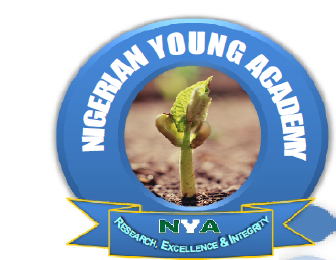 NIGERIAN YOUNG ACADEMY
NYA
RESEARCH, EXCELLENCE & INTEGRITY